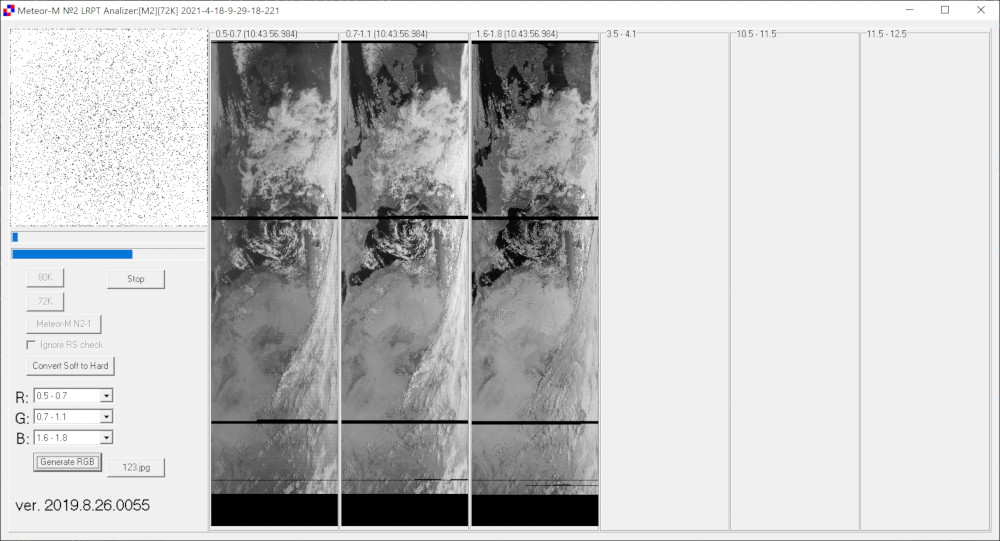 Meteor-M №2 LRPT Analizer:[M2][72K] 2021-4-18-9-29-18-221
0.5-0.7 (10:43:56.984)
0.7-1.1 (10:43:56.984)
1.6-1.8 (10:43:56.984)
3.5 - 4.1
10.5 - 11.5
11.5 - 12.5
80K
Stop
72K
Meteor-M N2-1
Ignore RS check
Convert Soft to Hard
R: 0.5 - 0.7
G: 0.7 - 1.1
B: 1.6 - 1.8
Generate RGB
123.jpg
ver. 2019.8.26.0055